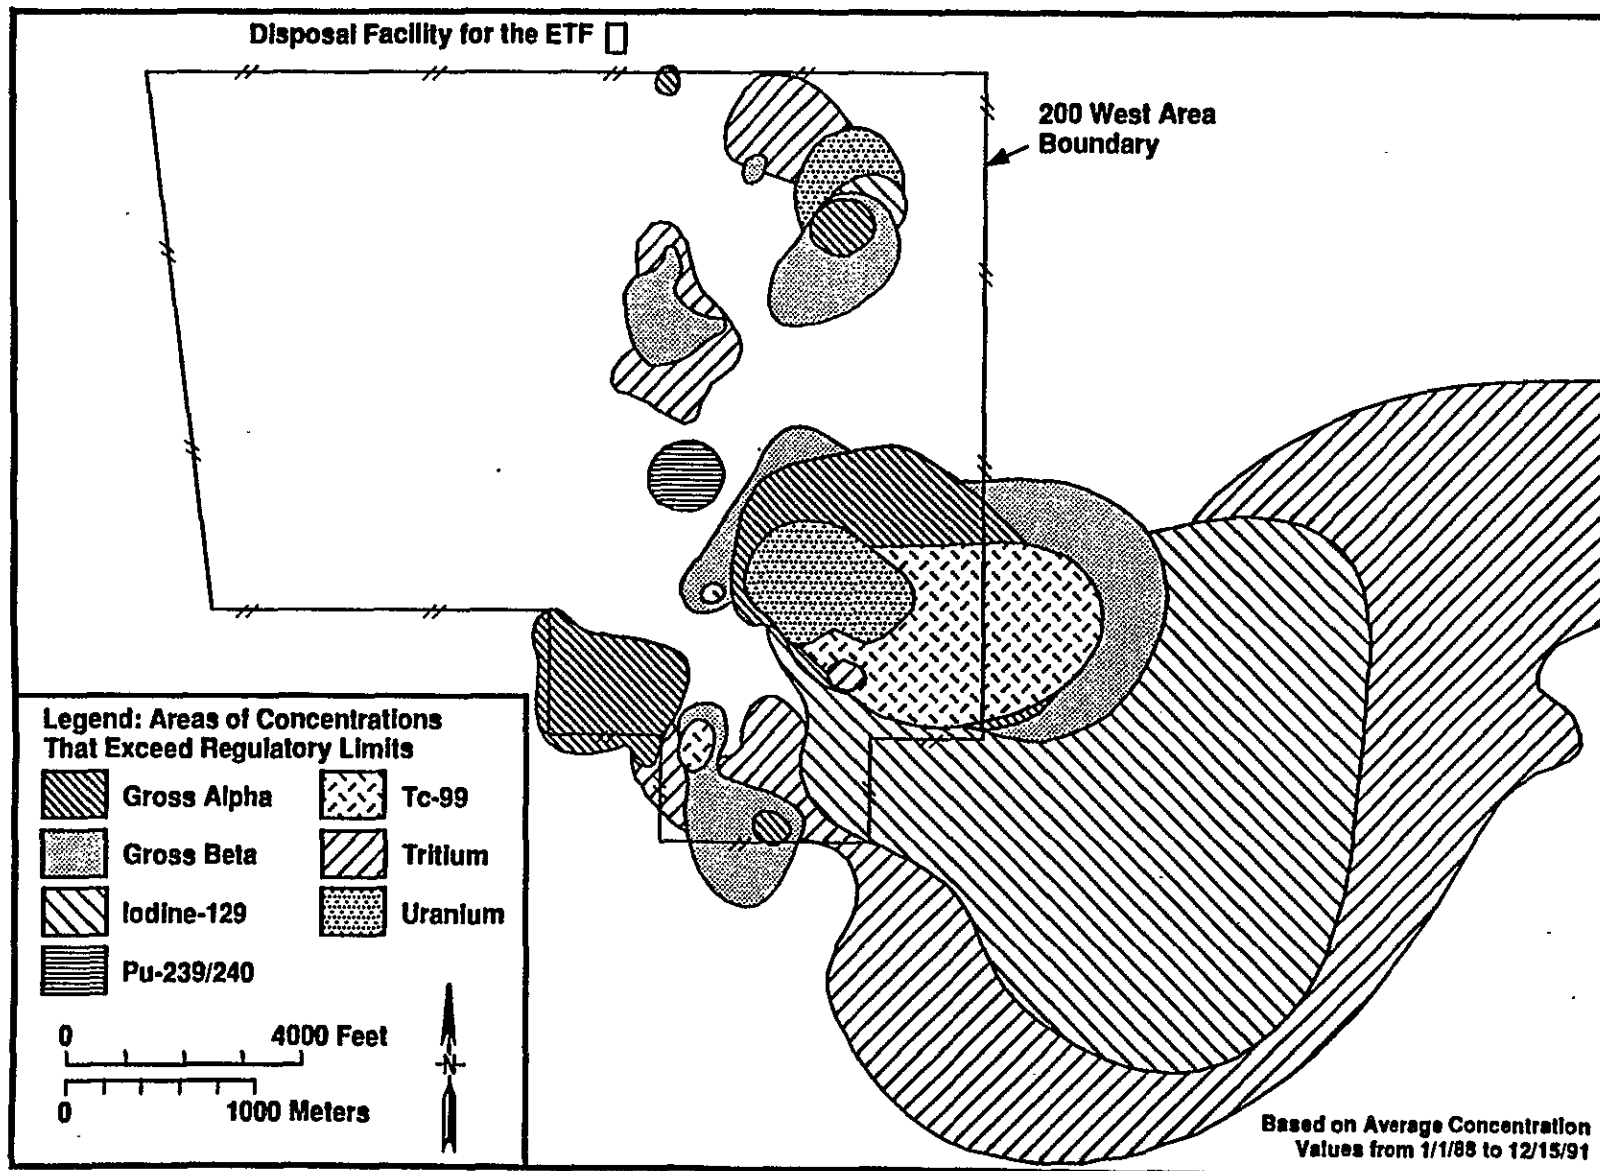 Disposal Facility for the ETF
200 West Area
Boundary
Legend: Areas of Concentrations
That Exceed Regulatory Limits
Gross Alpha
Tc-99
Gross Beta
Tritium
Iodine-129
Uranium
Pu-239/240
0 4000 Feet
N
0 1000 Meters
Based on Average Concentration
Values from 1/1/88 to 12/15/91